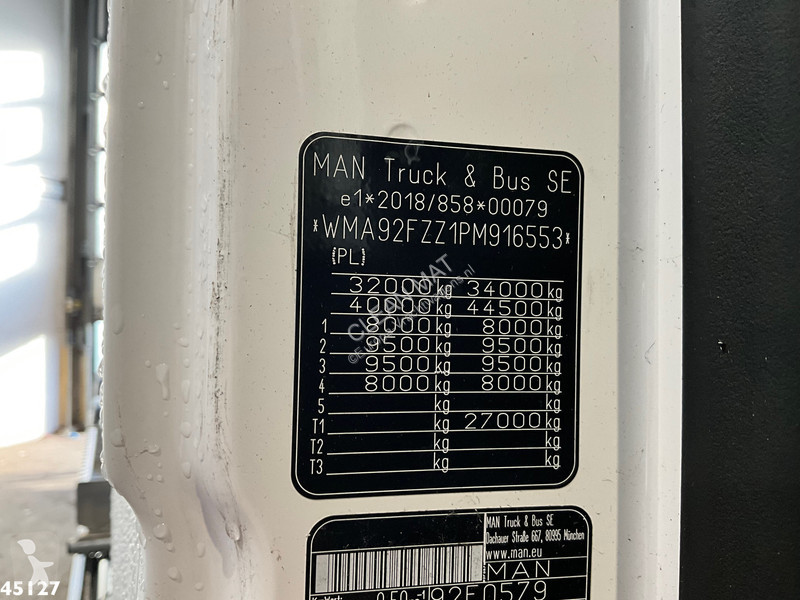 MAN Truck & Bus SE
e1*2018/858*00079
*WMA92FZZ1PM916553*
(PL)
32000 kg 34000 kg
40000 kg 44500 kg
1 8000 kg 8000 kg
2 9500 kg 9500 kg
3 9500 kg 9500 kg
4 8000 kg 8000 kg
5 kg kg
T1 kg 27000 kg
T2 kg kg
T3 kg kg
CLEAN MAT
MAN Truck & Bus SE
Dachauer Straße 667, 80995 München
www.man.eu
MAN
92F0579
45127